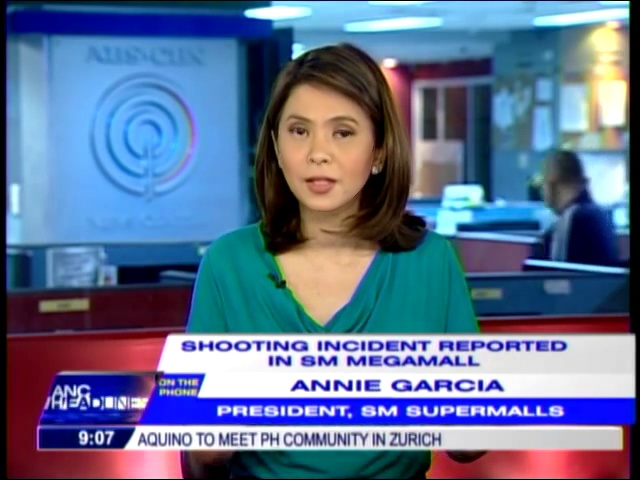 ABS-CBN
SHOOTING INCIDENT REPORTED
IN SM MEGAMALL
ON THE
PHONE
ANNIE GARCIA
PRESIDENT, SM SUPERMALLS
ANC
HEADLINES
9:07
AQUINO TO MEET PH COMMUNITY IN ZURICH